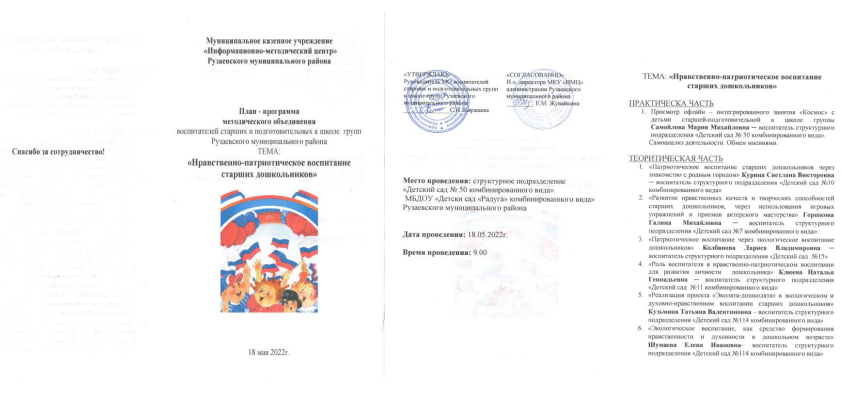 Спасибо за сотрудничество!
Муниципальное казенное учреждение
«Информационно-методический центр»
Рузаевского муниципального района
План - программа
методического объединения
воспитателей старших и подготовительных к школе групп
Рузаевского муниципального района
ТЕМА:
«Нравственно-патриотическое воспитание
старших дошкольников»
18 мая 2022г.
«УТВЕРЖДАЮ»
Руководитель МО воспитателей
старших и подготовительных групп
к школе групп Рузаевского
муниципального района
«СОГЛАСОВАННО»
И.о. директора МКУ «ИМЦ»
администрации Рузаевского
муниципального района
Е.М. Жувайкина
Место проведения: структурное подразделение
«Детский сад № 50 комбинированного вида»
МБДОУ «Детски сад «Радуга» комбинированного вида»
Рузаевского муниципального района
Дата проведения: 18.05.2022г.
Время проведения: 9.00
ТЕМА: «Нравственно-патриотическое воспитание
старших дошкольников»
ПРАКТИЧЕСКА ЧАСТЬ
1. Просмотр офлайн – интегрированного занятия «Космос» с
детьми старшей-подготовительной к школе группы
Самойлова Мария Михайловна — воспитатель структурного
подразделения «Детский сад № 50 комбинированного вида».
Самоанализ деятельности. Обмен мнениями.
ТЕОРИТИЧЕСКАЯ ЧАСТЬ
1. «Патриотическое воспитание старших дошкольников через
знакомство с родным городом» Курина Светлана Викторовна
— воспитатель структурного подразделения «Детский сад №10
комбинированного вида»
2. «Развитие нравственных качеств и творческих способностей
старших дошкольников, через использования игровых
упражнений и приемов актерского мастерства» Горшкова
Галина Михайловна — воспитатель структурного
подразделения «Детский сад №7 комбинированного вида»
3. «Патриотическое воспитание через экологическое воспитание
дошкольников» Колбанова Лариса Владимировна —
воспитатель структурного подразделения «Детский сад №15»
4. «Роль воспитателя в нравственно-патриотическом воспитании
для развития личности дошкольника» Клюева Наталья
Геннадьевна — воспитатель структурного подразделения
«Детский сад №11 комбинированного вида»
5. «Реализация проекта «Эколята-дошколята» в экологическом и
духовно-нравственном воспитании старших дошкольников»
Кузьмина Татьяна Валентиновна – воспитатель структурного
подразделения «Детский сад №114 комбинированного вида»
6. «Экологическое воспитание, как средство формирования
нравственности и духовности в дошкольном возрасте»
Шумаева Елена Ивановна– воспитатель структурного
подразделения «Детский сад №114 комбинированного вида»